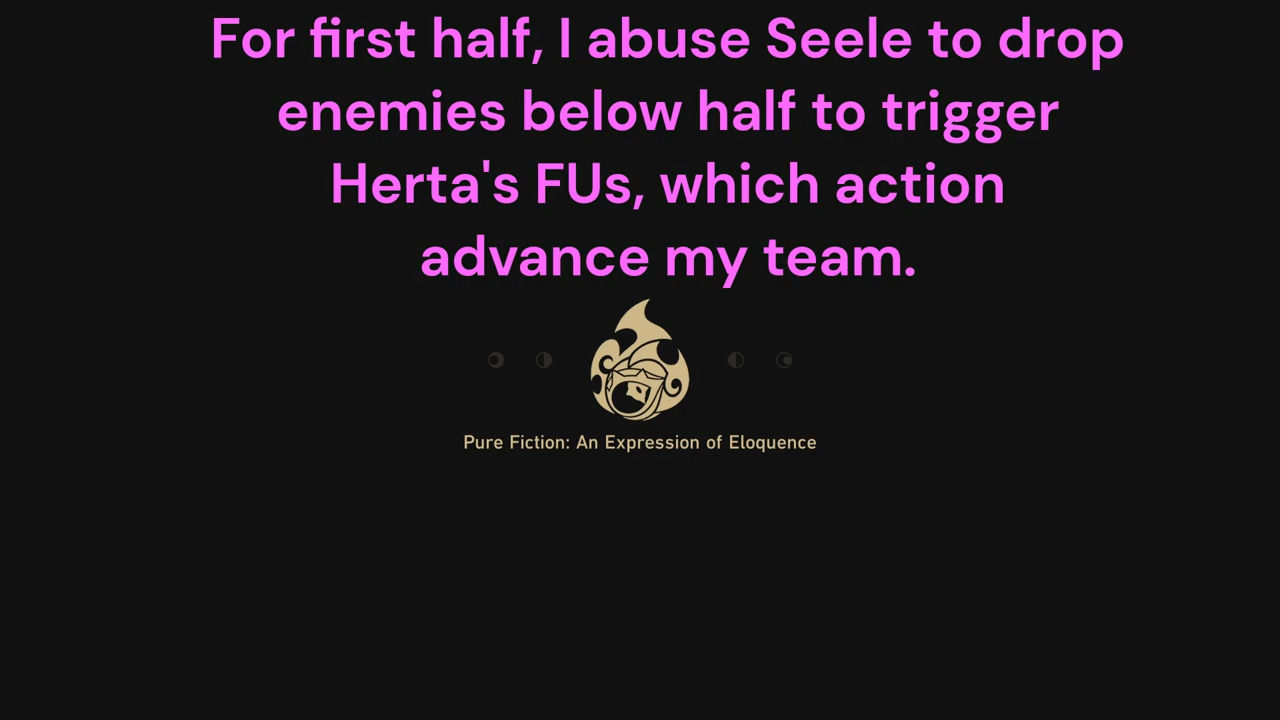 For first half, I abuse Seele to drop
enemies below half to trigger
Herta's FUs, which action
advance my team.
Pure Fiction: An Expression of Eloquence